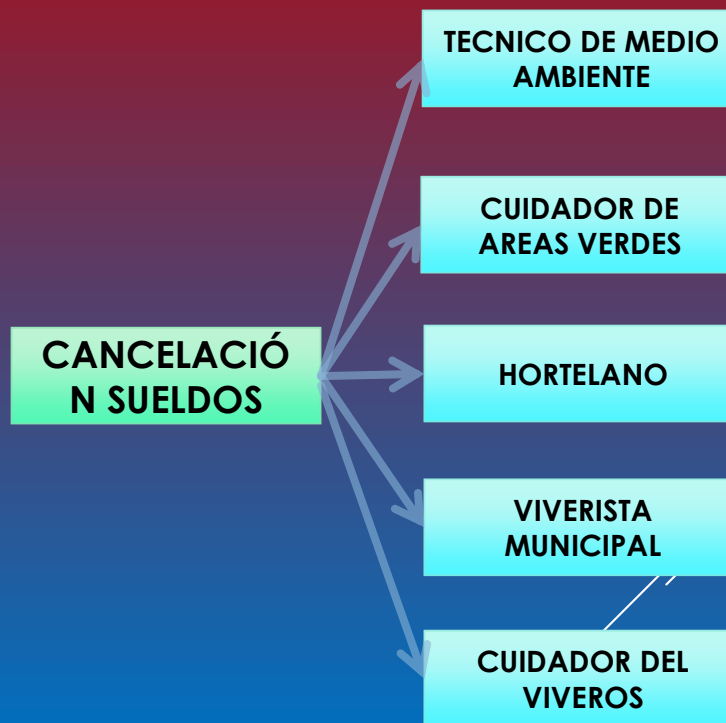 TECNICO DE MEDIO
AMBIENTE
CUIDADOR DE
AREAS VERDES
CANCELACIÓ
N SUELDOS
HORTELANO
VIVERISTA
MUNICIPAL
CUIDADOR DEL
VIVEROS